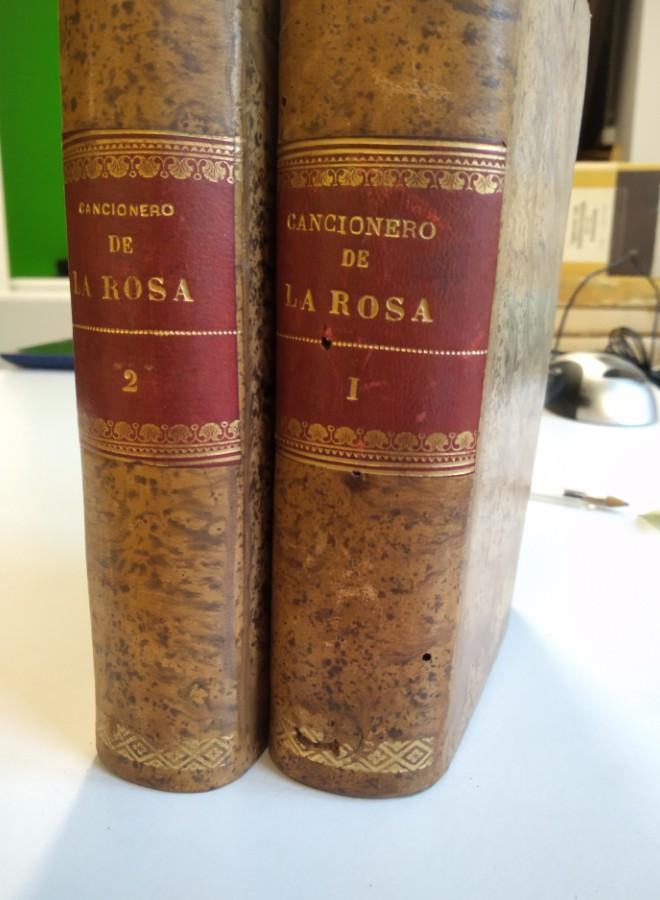 CANCIONERO
DE
LA ROSA
2
CANCIONERO
DE
LA ROSA
I